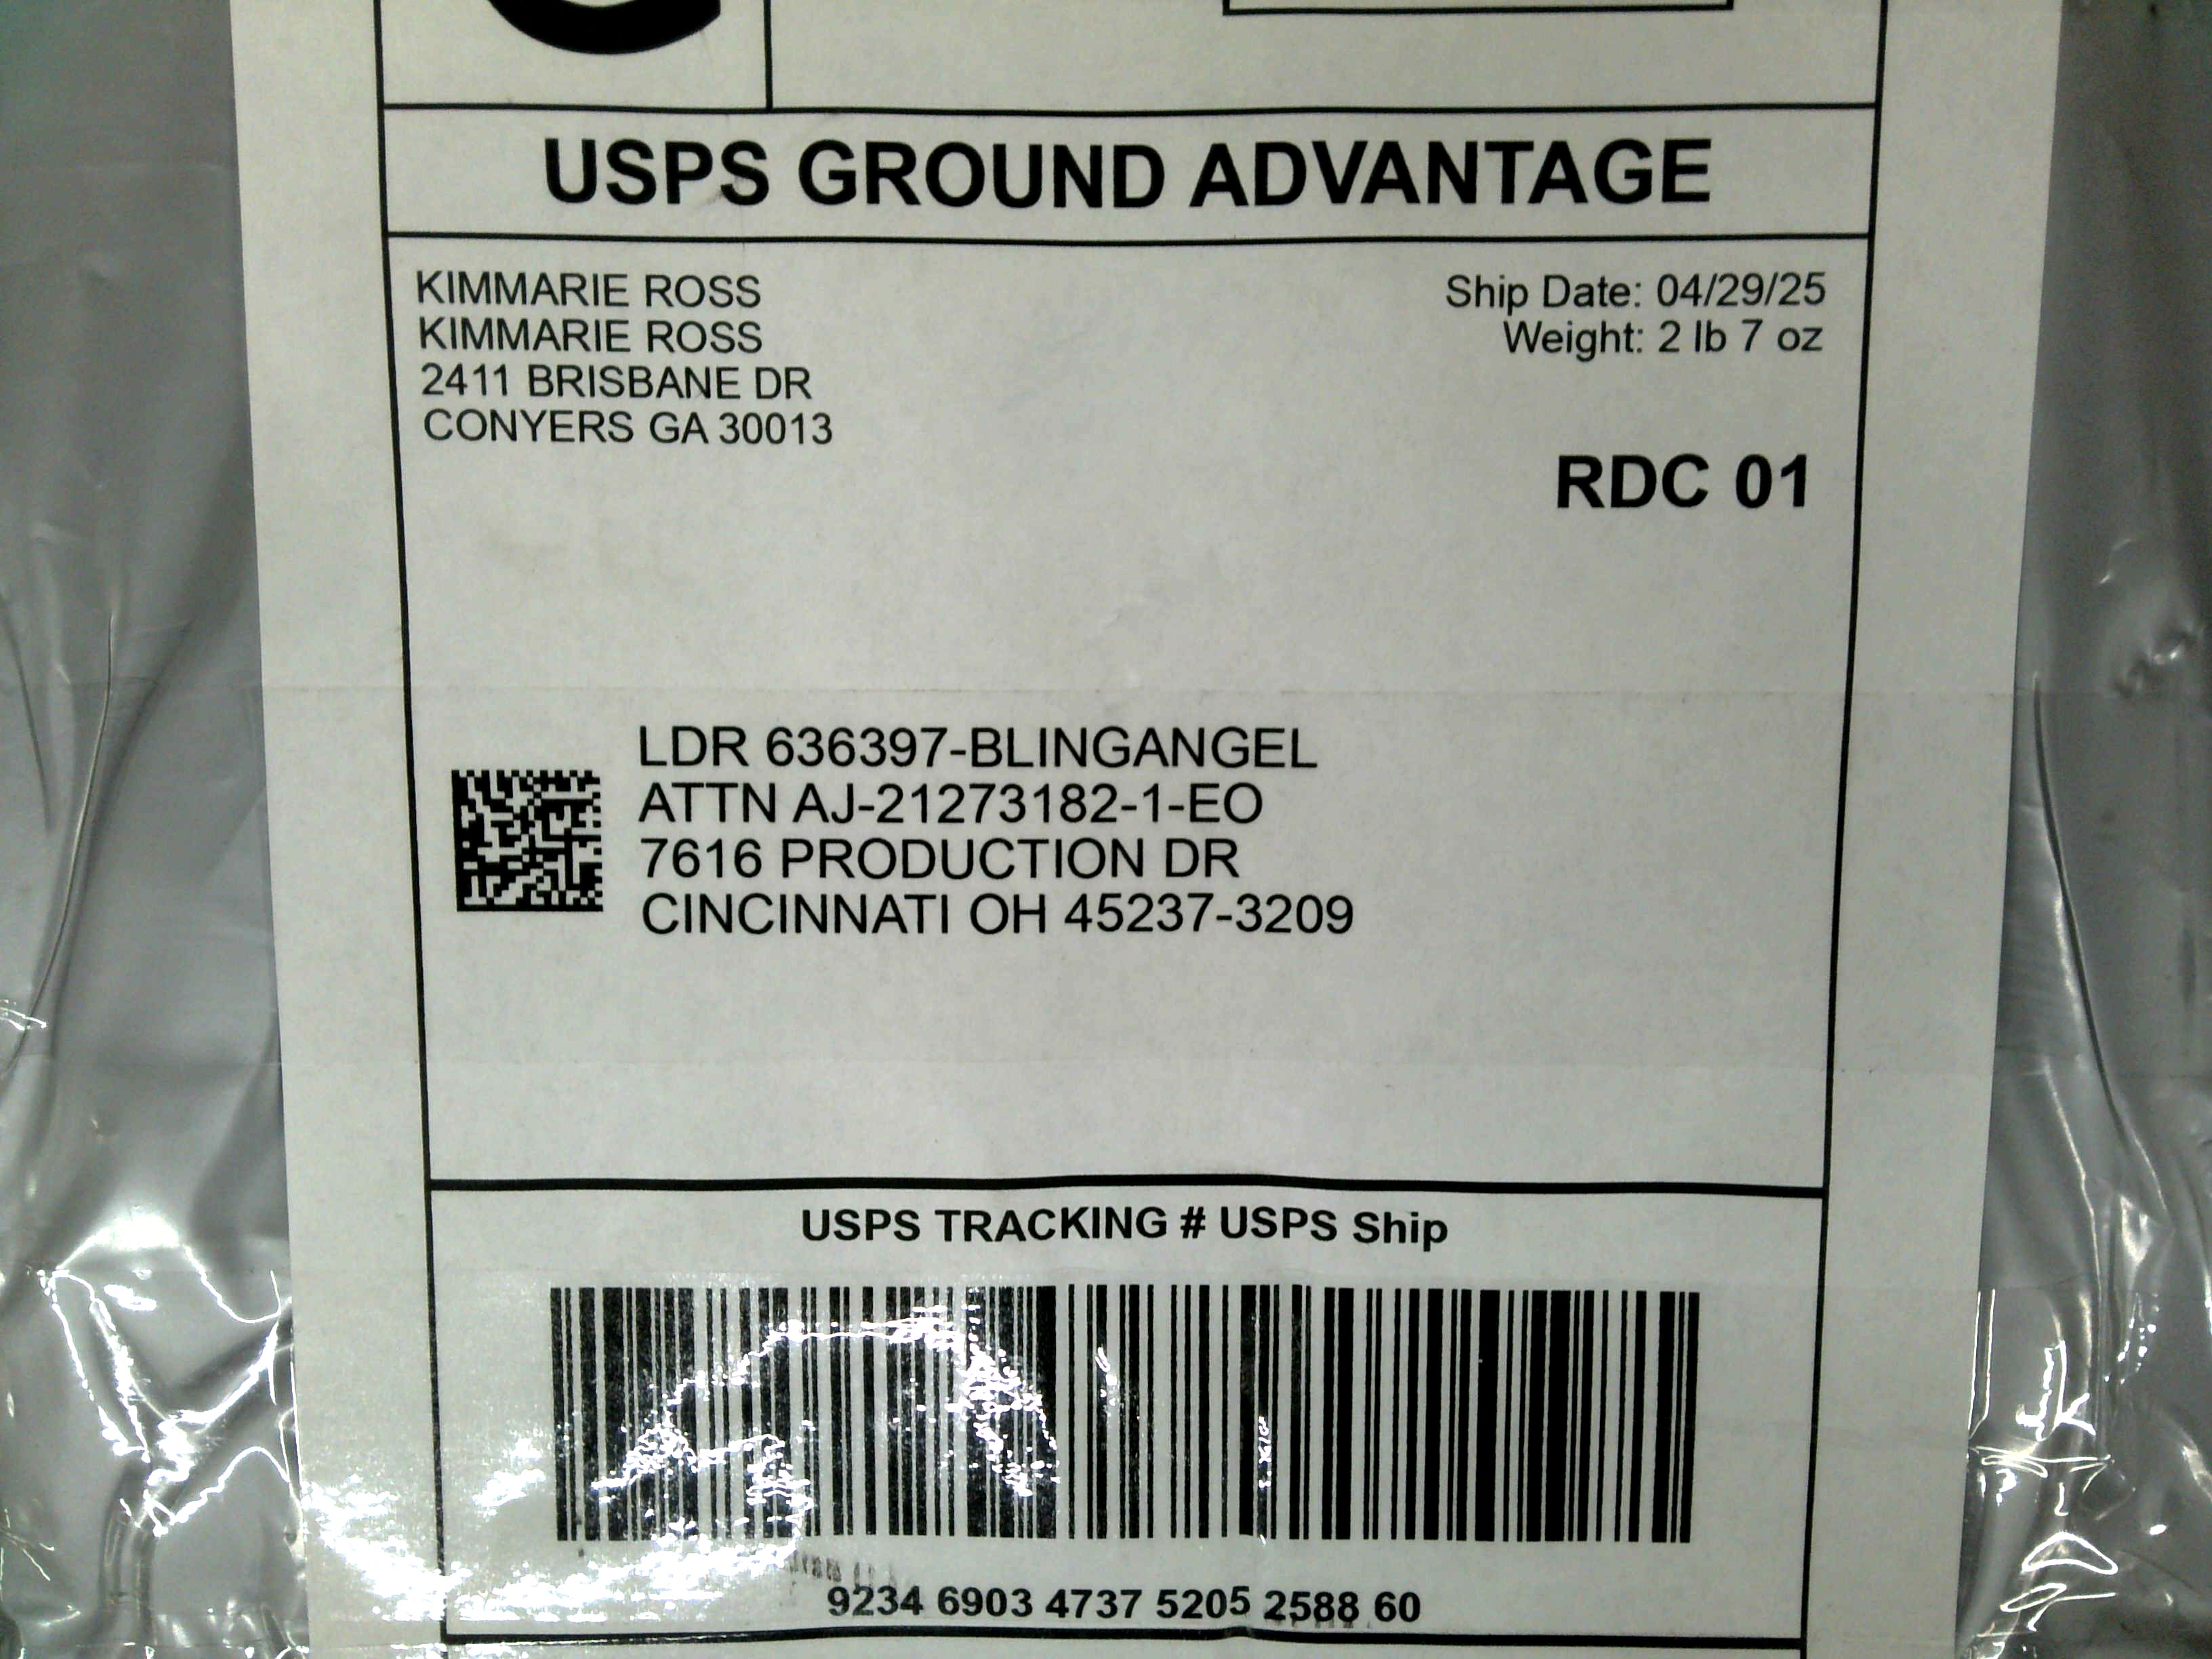 USPS GROUND ADVANTAGE
KIMMARIE ROSS
KIMMARIE ROSS
2411 BRISBANE DR
CONYERS GA 30013
Ship Date: 04/29/25
Weight: 2 lb 7 oz
RDC 01
LDR 636397-BLINGANGEL
ATTN AJ-21273182-1-EO
7616 PRODUCTION DR
CINCINNATI OH 45237-3209
USPS TRACKING # USPS Ship
9234 6903 4737 5205 2588 60